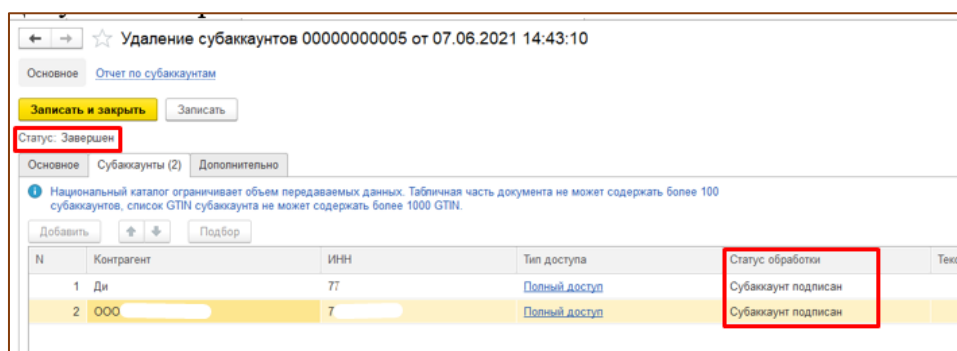 Удаление субаккаунтов 00000000005 от 07.06.2021 14:43:10
Основное Отчет по субаккаунтам
Записать и закрыть Записать
Статус: Завершен
Основное Субаккаунты (2) Дополнительно
Национальный каталог ограничивает объем передаваемых данных. Табличная часть документа не может содержать более 100
субаккаунтов, список GTIN субаккаунта не может содержать более 1000 GTIN.
Добавить Подбор
N Контрагент ИНН Тип доступа Статус обработки
1 Ди 77 Полный доступ Субаккаунт подписан
2 ООО 7 Полный доступ Субаккаунт подписан